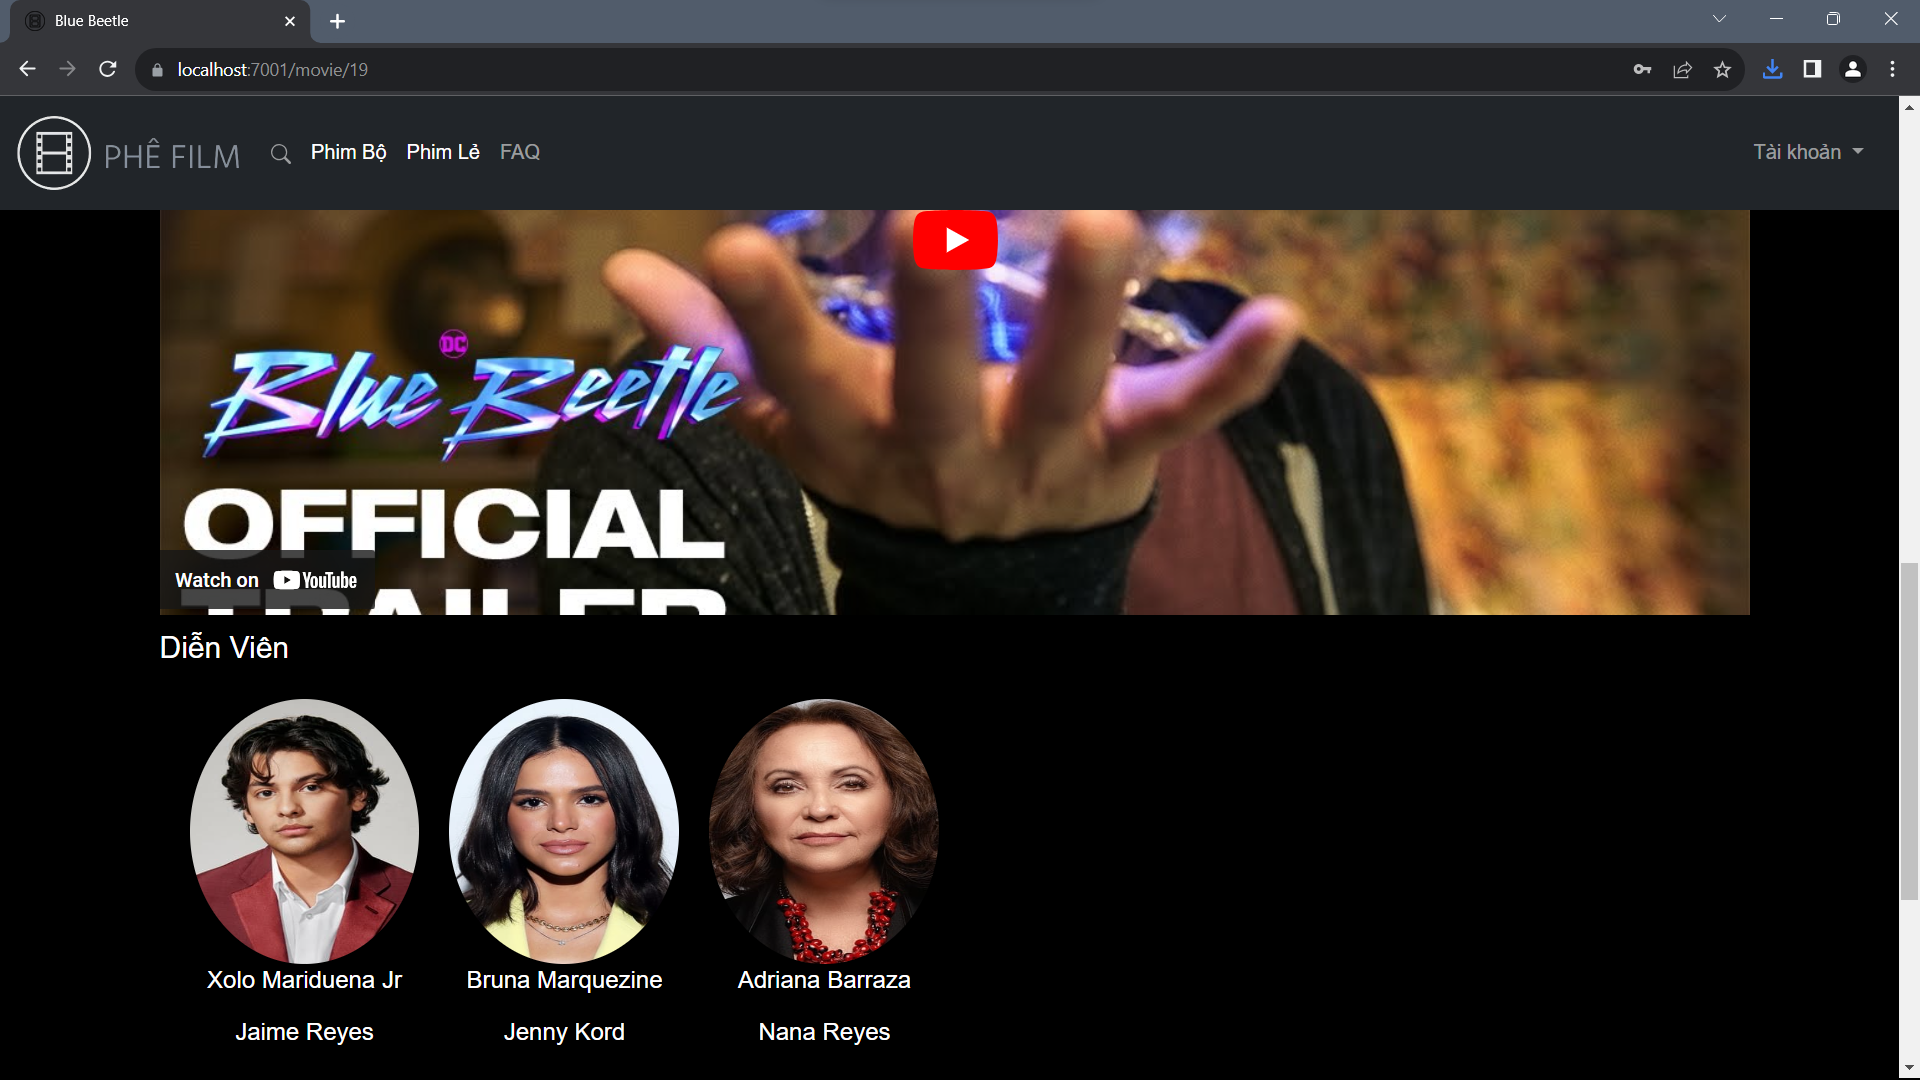 Blue Beetle
localhost:7001/movie/19
PHÊ FILM
Phim Bộ
Phim Lẻ
FAQ
Tài khoản
DC
Blue Beetle
OFFICIAL
TRAILER
Watch on YouTube
Diễn Viên
Xolo Mariduena Jr
Bruna Marquezine
Adriana Barraza
Jaime Reyes
Jenny Kord
Nana Reyes